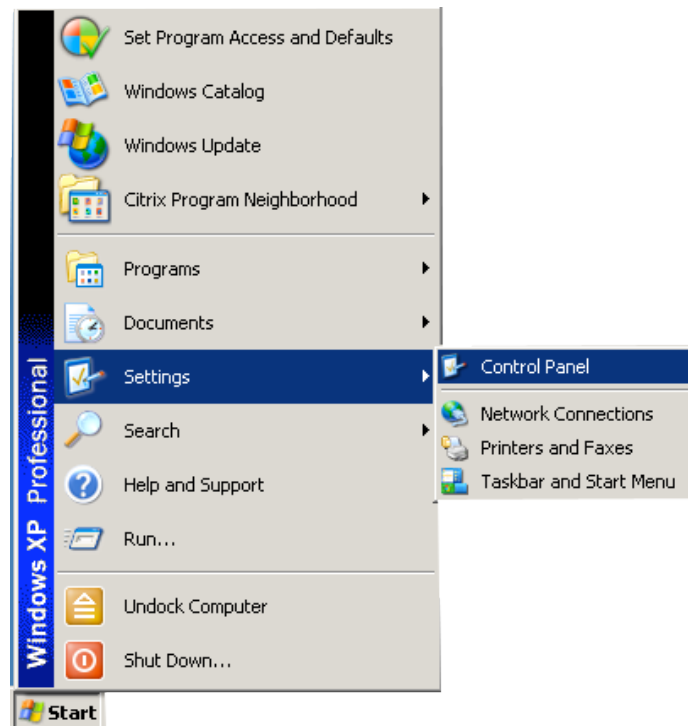 Set Program Access and Defaults
Windows Catalog
Windows Update
Citrix Program Neighborhood
Programs
Documents
Settings
Search
Help and Support
Run...
Undock Computer
Shut Down...
Control Panel
Network Connections
Printers and Faxes
Taskbar and Start Menu
Windows XP Professional
Start